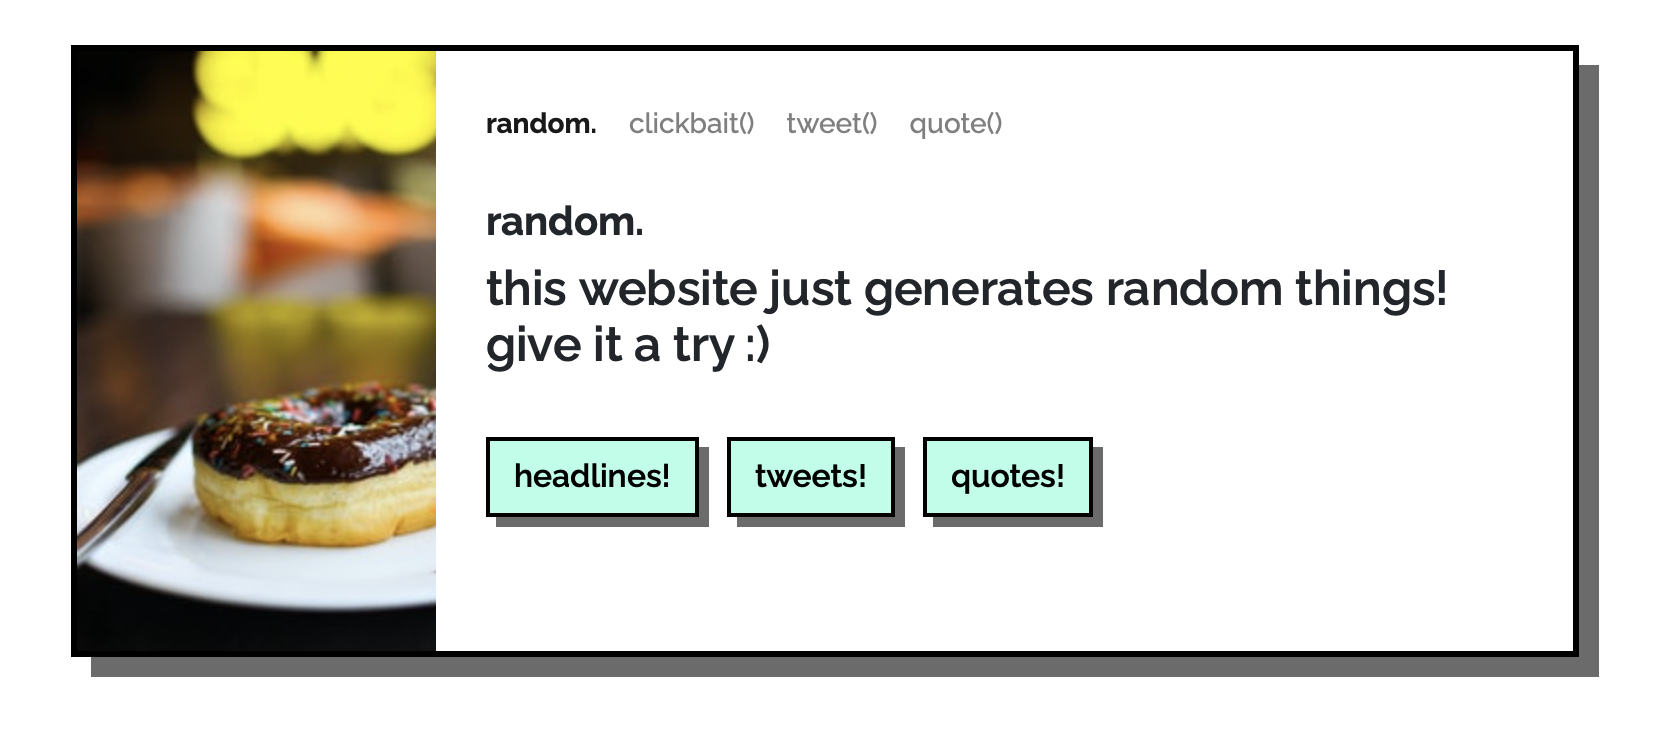 random. clickbait() tweet() quote()
random.
this website just generates random things!
give it a try :)
headlines! tweets! quotes!